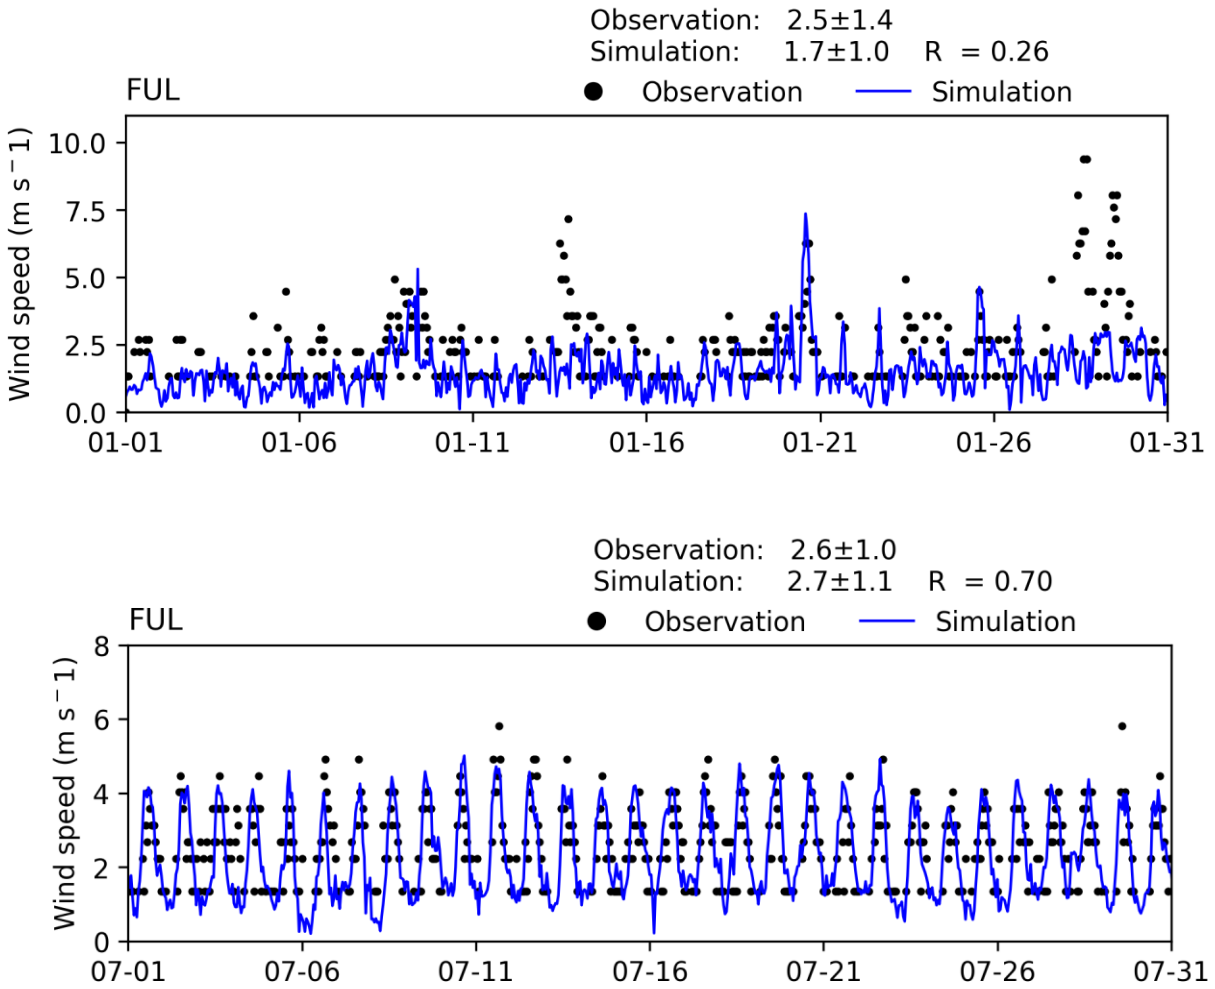 Observation: 2.5±1.4
Simulation: 1.7±1.0 R = 0.26
FUL
Observation Simulation
Wind speed (m s − 1)
10.0
7.5
5.0
2.5
0.0
01-01 01-06 01-11 01-16 01-21 01-26 01-31
Observation: 2.6±1.0
Simulation: 2.7±1.1 R = 0.70
FUL
Observation Simulation
Wind speed (m s − 1)
8
6
4
2
0
07-01 07-06 07-11 07-16 07-21 07-26 07-31